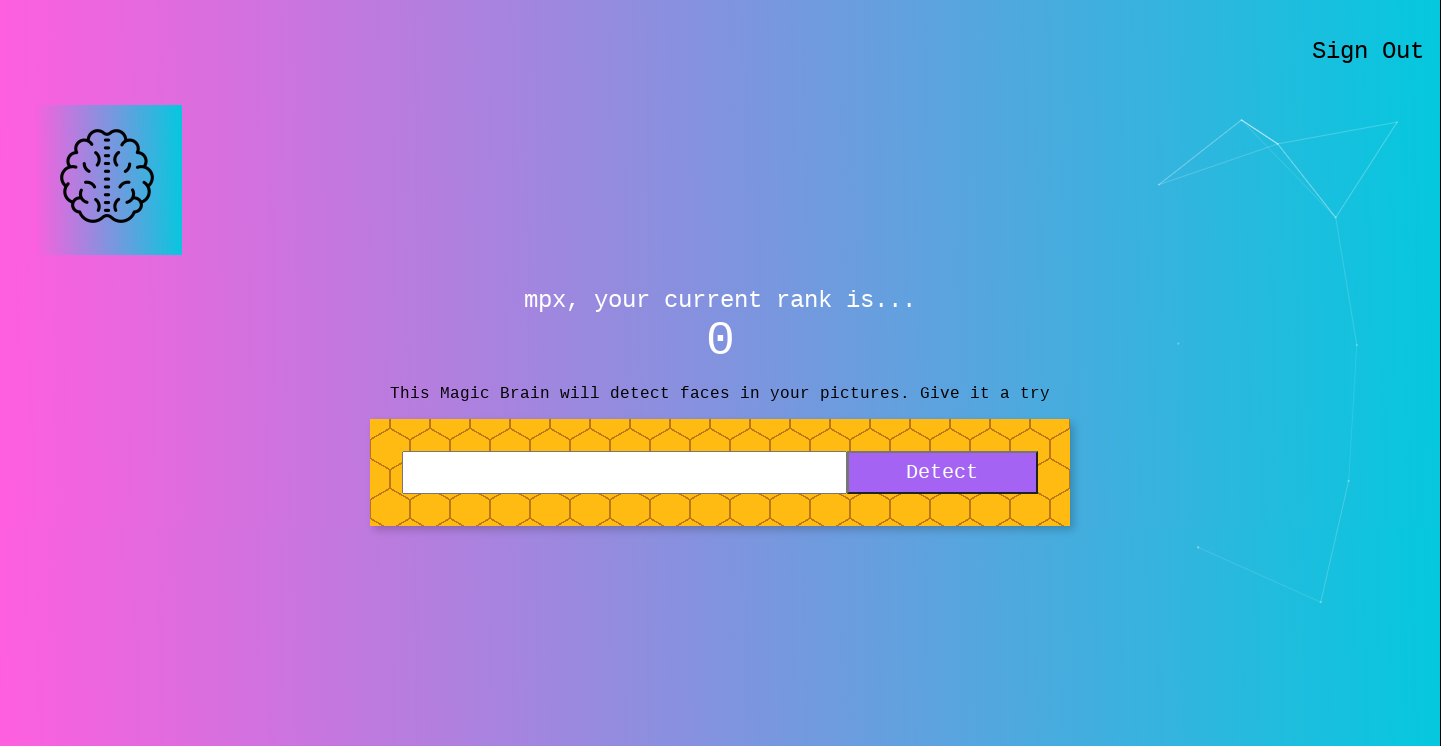 Sign Out
mpx, your current rank is...
0
This Magic Brain will detect faces in your pictures. Give it a try
Detect